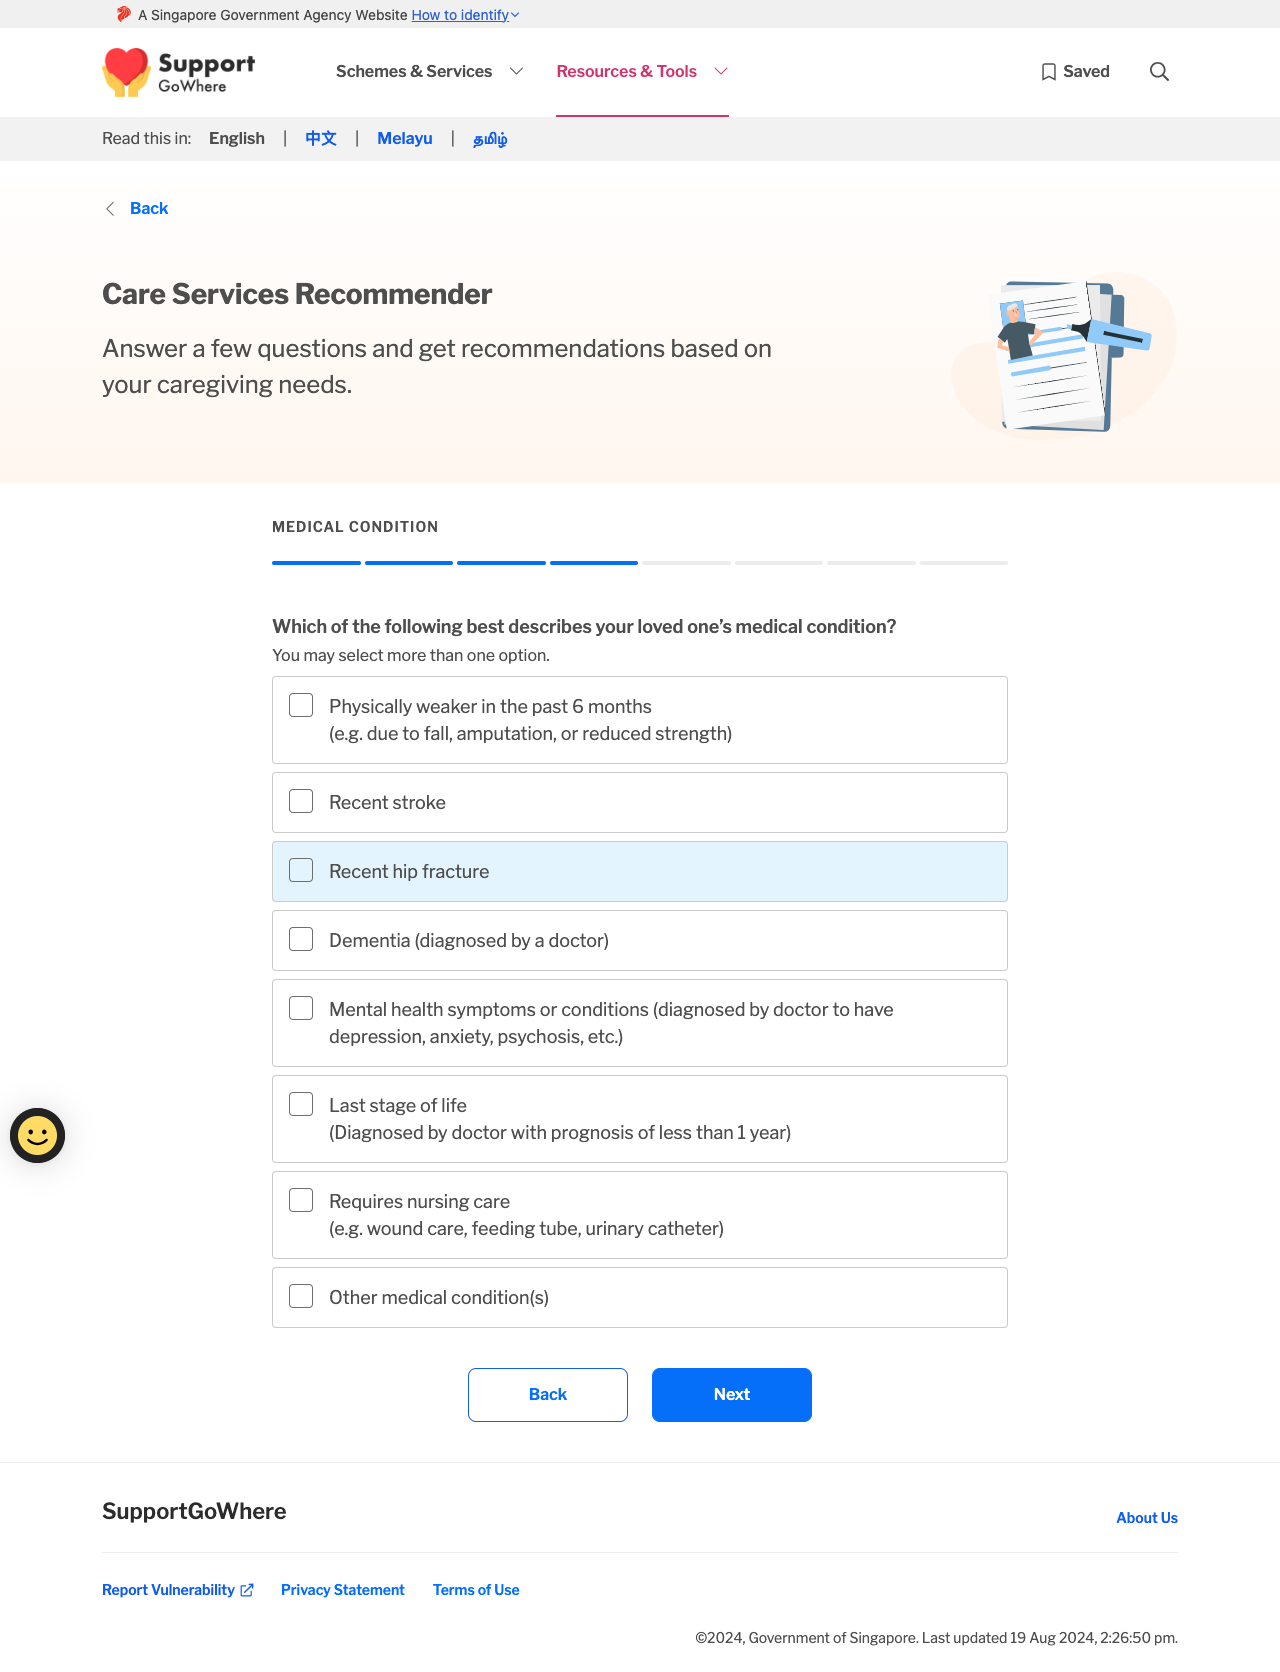 A Singapore Government Agency Website How to identify
Support
GoWhere
Schemes & Services
Resources & Tools
Saved
Read this in: English | 中文 | Melayu | தமிழ்
Back
Care Services Recommender
Answer a few questions and get recommendations based on
your caregiving needs.
MEDICAL CONDITION
Which of the following best describes your loved one’s medical condition?
You may select more than one option.
Physically weaker in the past 6 months
(e.g. due to fall, amputation, or reduced strength)
Recent stroke
Recent hip fracture
Dementia (diagnosed by a doctor)
Mental health symptoms or conditions (diagnosed by doctor to have
depression, anxiety, psychosis, etc.)
Last stage of life
(Diagnosed by doctor with prognosis of less than 1 year)
Requires nursing care
(e.g. wound care, feeding tube, urinary catheter)
Other medical condition(s)
Back
Next
SupportGoWhere
About Us
Report Vulnerability
Privacy Statement
Terms of Use
©2024, Government of Singapore. Last updated 19 Aug 2024, 2:26:50 pm.